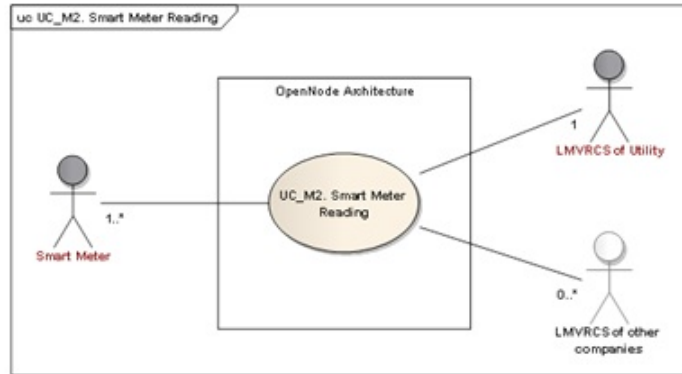 uc UC_M2. Smart Meter Reading
OpenNode Architecture
1
LMVRCS of Utility
UC_M2. Smart Meter
Reading
1..*
Smart Meter
0..*
LMVRCS of other
companies